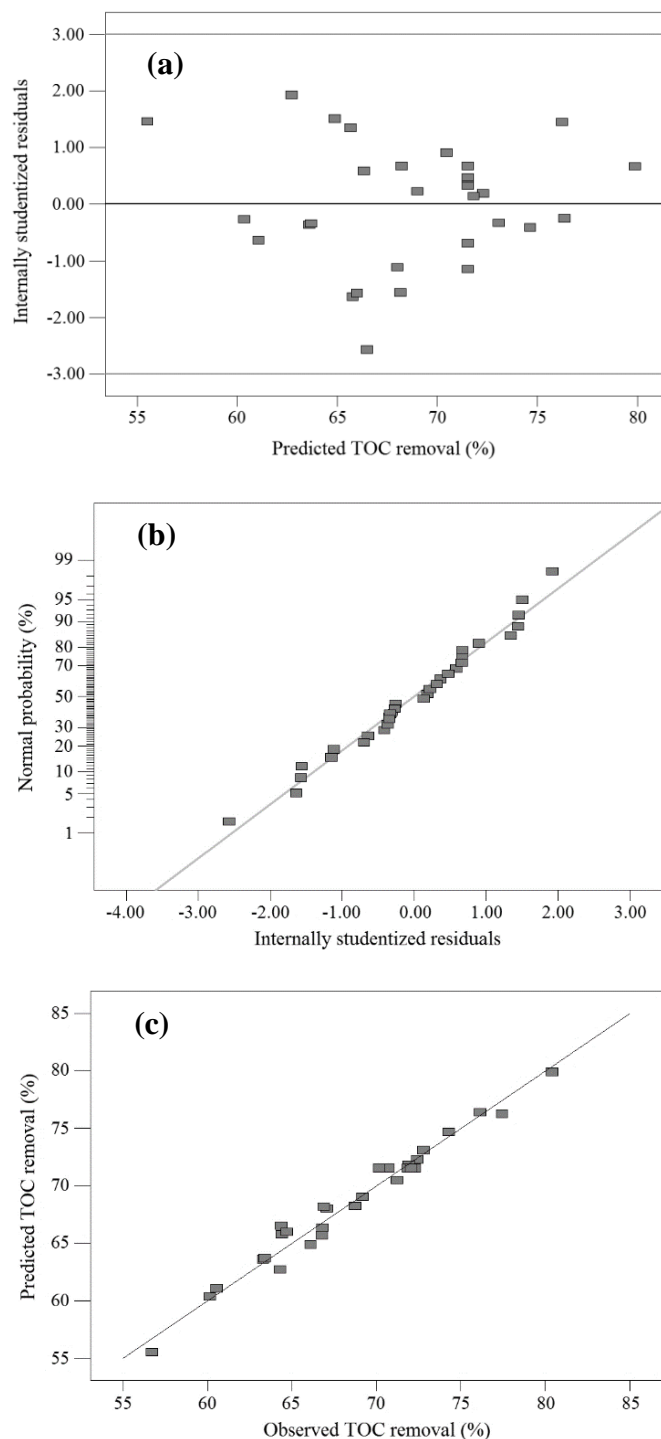 (a)
Internally studentized residuals
3.00
2.00
1.00
0.00
-1.00
-2.00
-3.00
55 60 65 70 75 80
Predicted TOC removal (%)
(b)
Normal probability (%)
99
95
90
80
70
50
30
20
10
5
1
-4.00 -3.00 -2.00 -1.00 0.00 1.00 2.00 3.00
Internally studentized residuals
(c)
Predicted TOC removal (%)
85
80
75
70
65
60
55
55 60 65 70 75 80 85
Observed TOC removal (%)